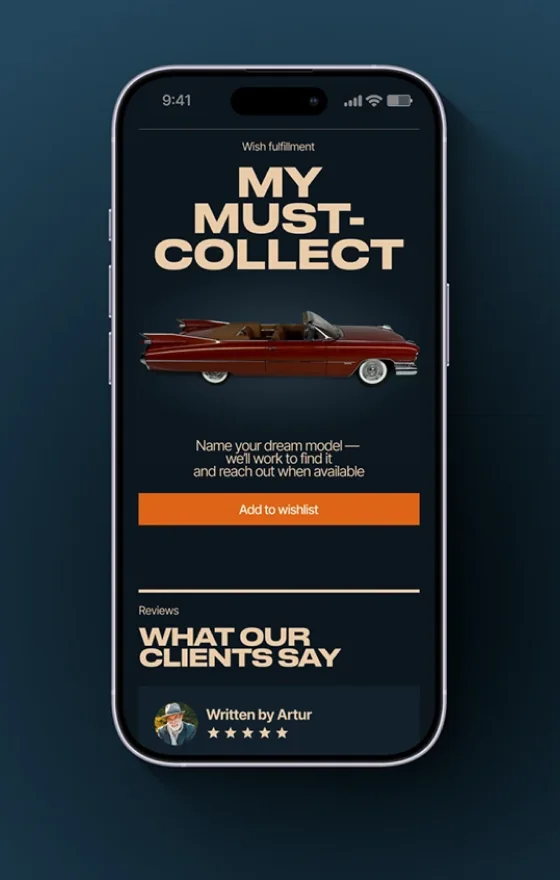 9:41
Wish fulfillment
MY
MUST-
COLLECT
Name your dream model —
we'll work to find it
and reach out when available
Add to wishlist
Reviews
WHAT OUR
CLIENTS SAY
Written by Artur